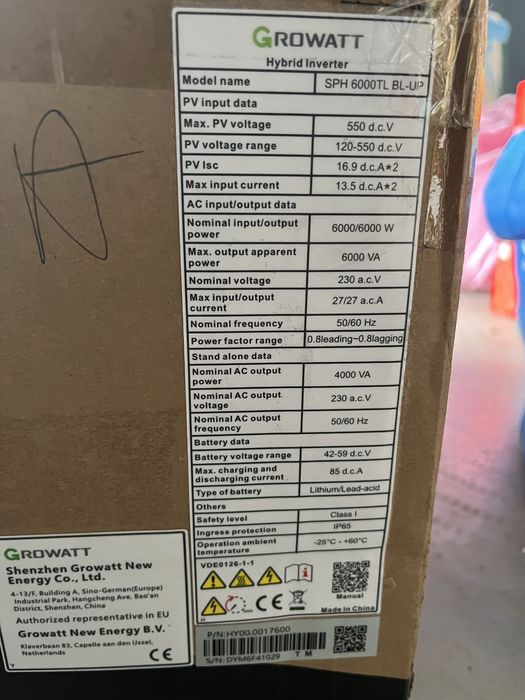 GROWATT
Hybrid Inverter
Model name SPH 6000TL BL-UP
PV input data
Max. PV voltage 550 d.c.V
PV voltage range 120-550 d.c.V
PV Isc 16.9 d.c.A*2
Max input current 13.5 d.c.A*2
AC input/output data
Nominal input/output
power 6000/6000 W
Max. output apparent
power 6000 VA
Nominal voltage 230 a.c.V
Max input/output
current 27/27 a.c.A
Nominal frequency 50/60 Hz
Power factor range 0.8leading~0.8lagging
Stand alone data
Nominal AC output
power 4000 VA
Nominal AC output
voltage 230 a.c.V
Nominal AC output
frequency 50/60 Hz
Battery data
Battery voltage range 42-59 d.c.V
Max. charging and
discharging current 85 d.c.A
Type of battery Lithium/Lead-acid
Others
Safety level Class I
Ingress protection IP65
Operation ambient
temperature -25°C - +60°C
VDE0126-1-1
Manual
CE
Made in China
P/N:HY00.0017600
S/N: DYM6F41029 T M
GROWATT
Shenzhen Growatt New
Energy Co., Ltd.
4-13/F, Building A, Sino-German(Europe)
Industrial Park, Hangcheng Ave, Bao'an
District, Shenzhen, China
Authorized representative in EU
Growatt New Energy B.V.
Klaverbaan 83, Capelle aan den IJssel,
Netherlands
CE
Y